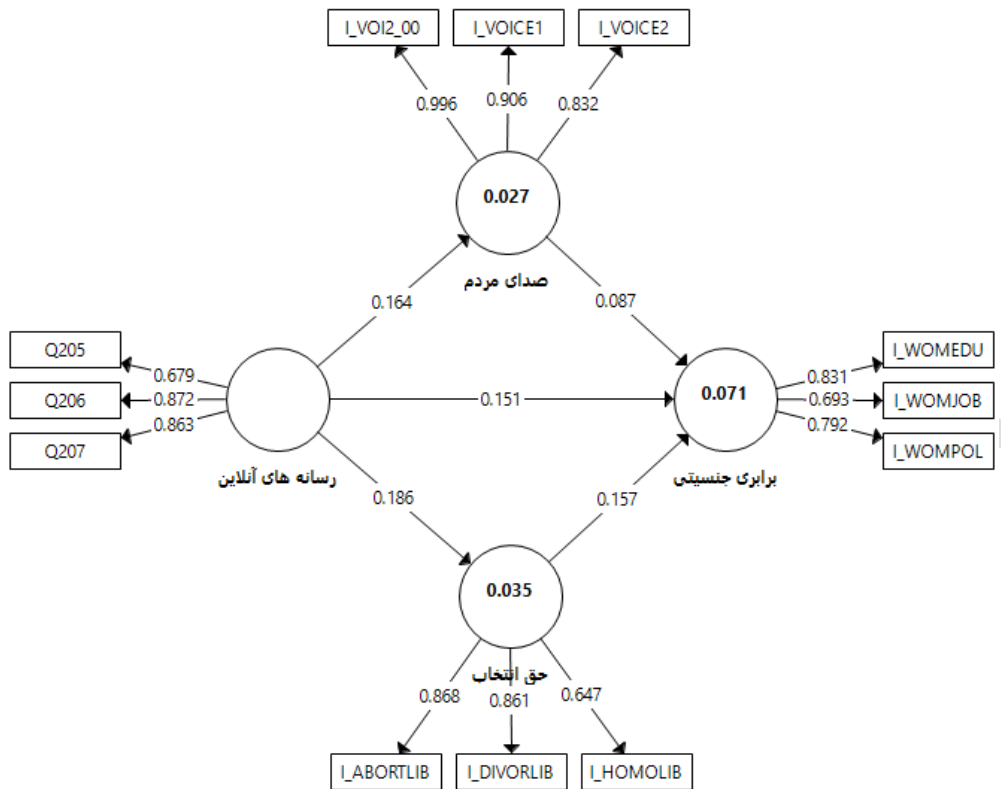 I_VOI2_00
I_VOICE1
I_VOICE2
0.996
0.906
0.832
0.027
صدای مردم
0.164
0.087
Q205
Q206
Q207
0.679
0.872
0.863
رسانه های آنلاین
0.151
0.071
برابری جنسیتی
0.831
0.693
0.792
I_WOMEDU
I_WOMJOB
I_WOMPOL
0.186
0.157
0.035
حق انتخاب
0.868
0.861
0.647
I_ABORTLIB
I_DIVORLIB
I_HOMOLIB